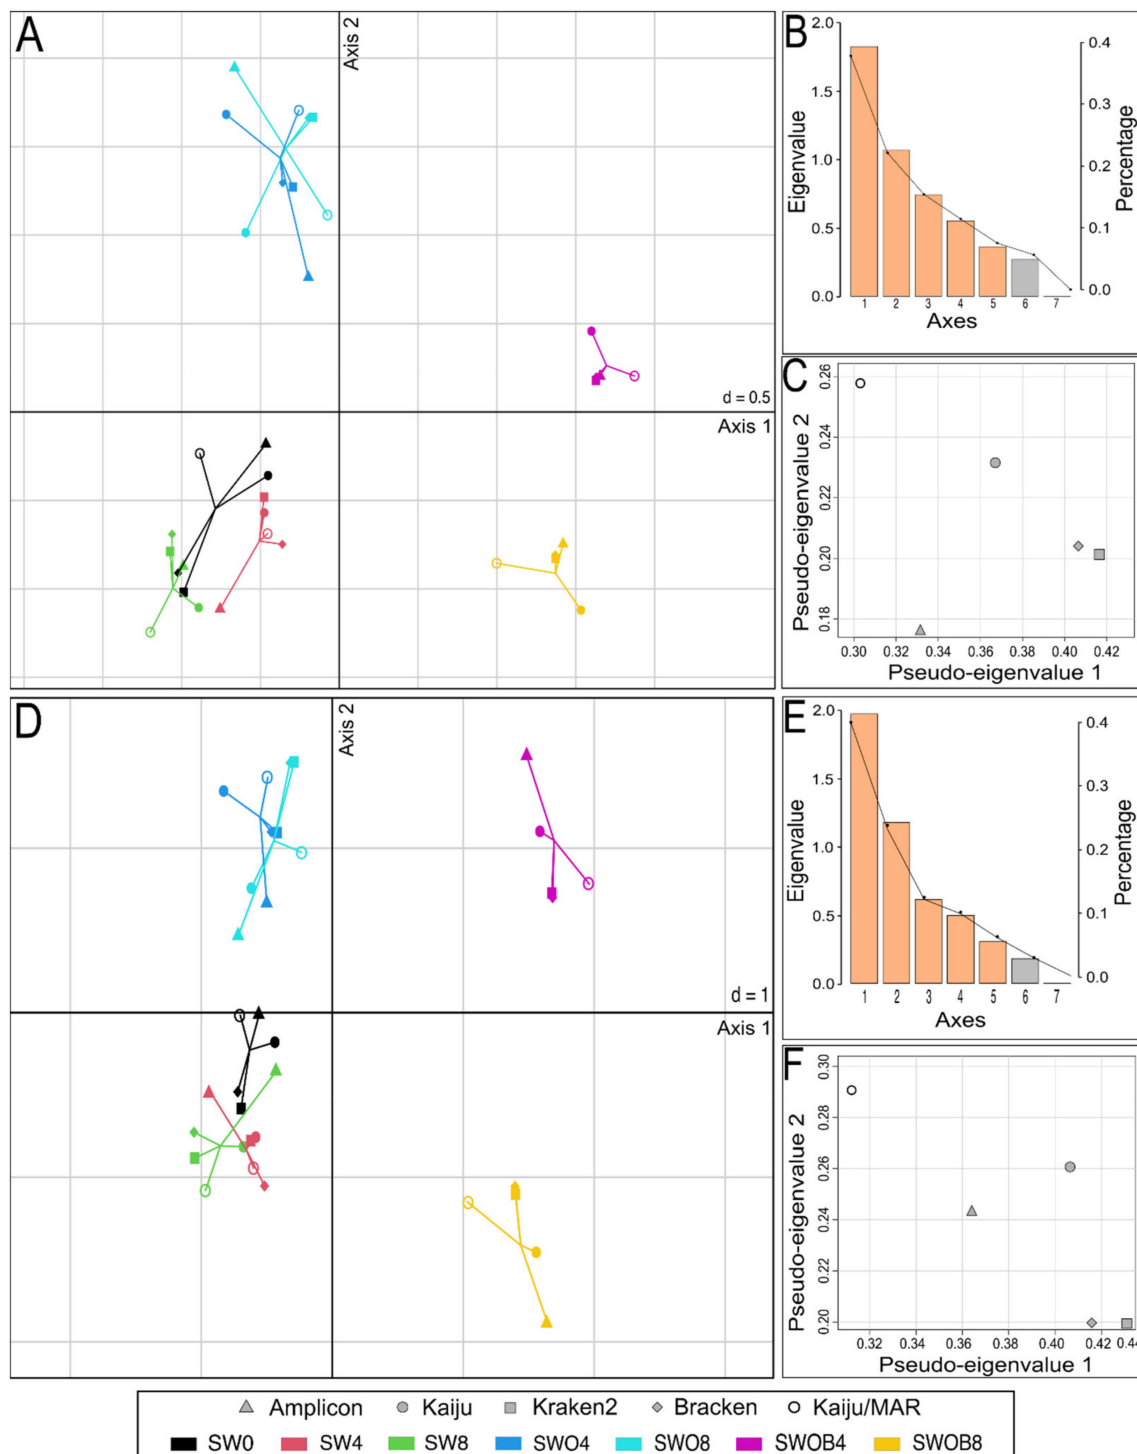 A
Axis 2
d = 0.5
Axis 1
B
Eigenvalue
2.0
1.5
1.0
0.5
0.0
1 2 3 4 5 6 7
Axes
0.4
0.3
0.2
0.1
0.0
Percentage
C
Pseudo-eigenvalue 2
0.26
0.24
0.22
0.20
0.18
0.30 0.32 0.34 0.36 0.38 0.40 0.42
Pseudo-eigenvalue 1
D
Axis 2
d = 1
Axis 1
E
Eigenvalue
2.0
1.5
1.0
0.5
0.0
1 2 3 4 5 6 7
Axes
0.4
0.3
0.2
0.1
0.0
Percentage
F
Pseudo-eigenvalue 2
0.30
0.28
0.26
0.24
0.22
0.20
0.32 0.34 0.36 0.38 0.40 0.42 0.44
Pseudo-eigenvalue 1
Amplicon Kaiju Kraken2 Bracken Kaiju/MAR
SW0 SW4 SW8 SWO4 SWO8 SWOB4 SWOB8